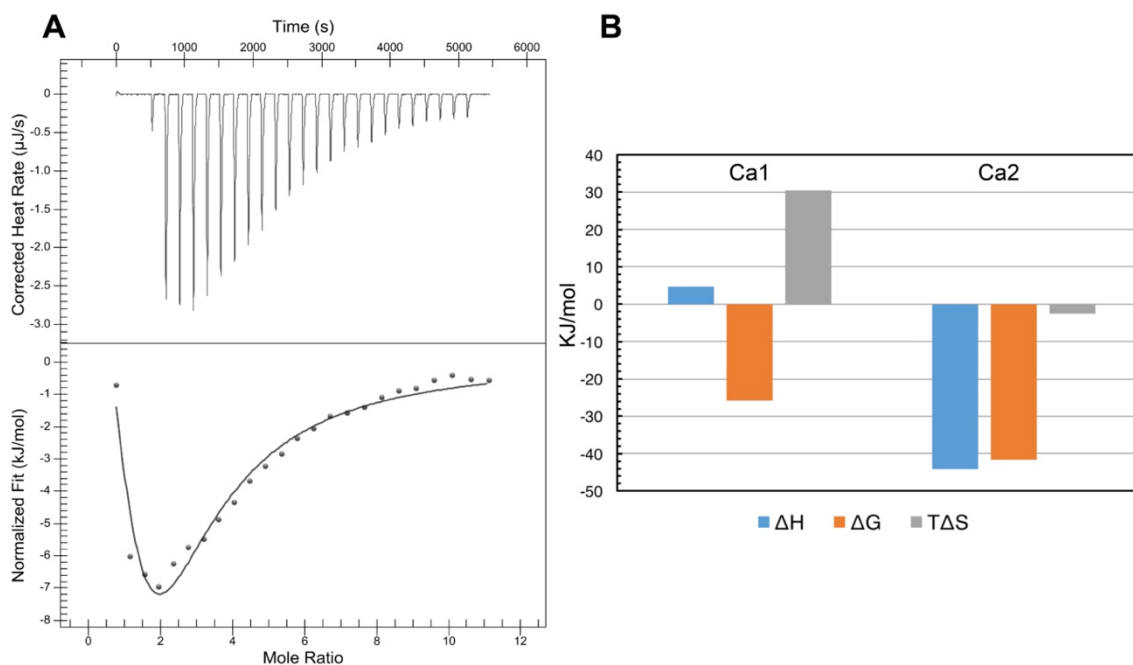 A
Time (s)
0 1000 2000 3000 4000 5000 6000
Corrected Heat Rate (µJ/s)
0
-0.5
-1.0
-1.5
-2.0
-2.5
-3.0
Normalized Fit (kJ/mol)
0
-1
-2
-3
-4
-5
-6
-7
-8
0 2 4 6 8 10 12
Mole Ratio
B
Ca1 Ca2
KJ/mol
40
30
20
10
0
-10
-20
-30
-40
-50
ΔH ΔG TΔS